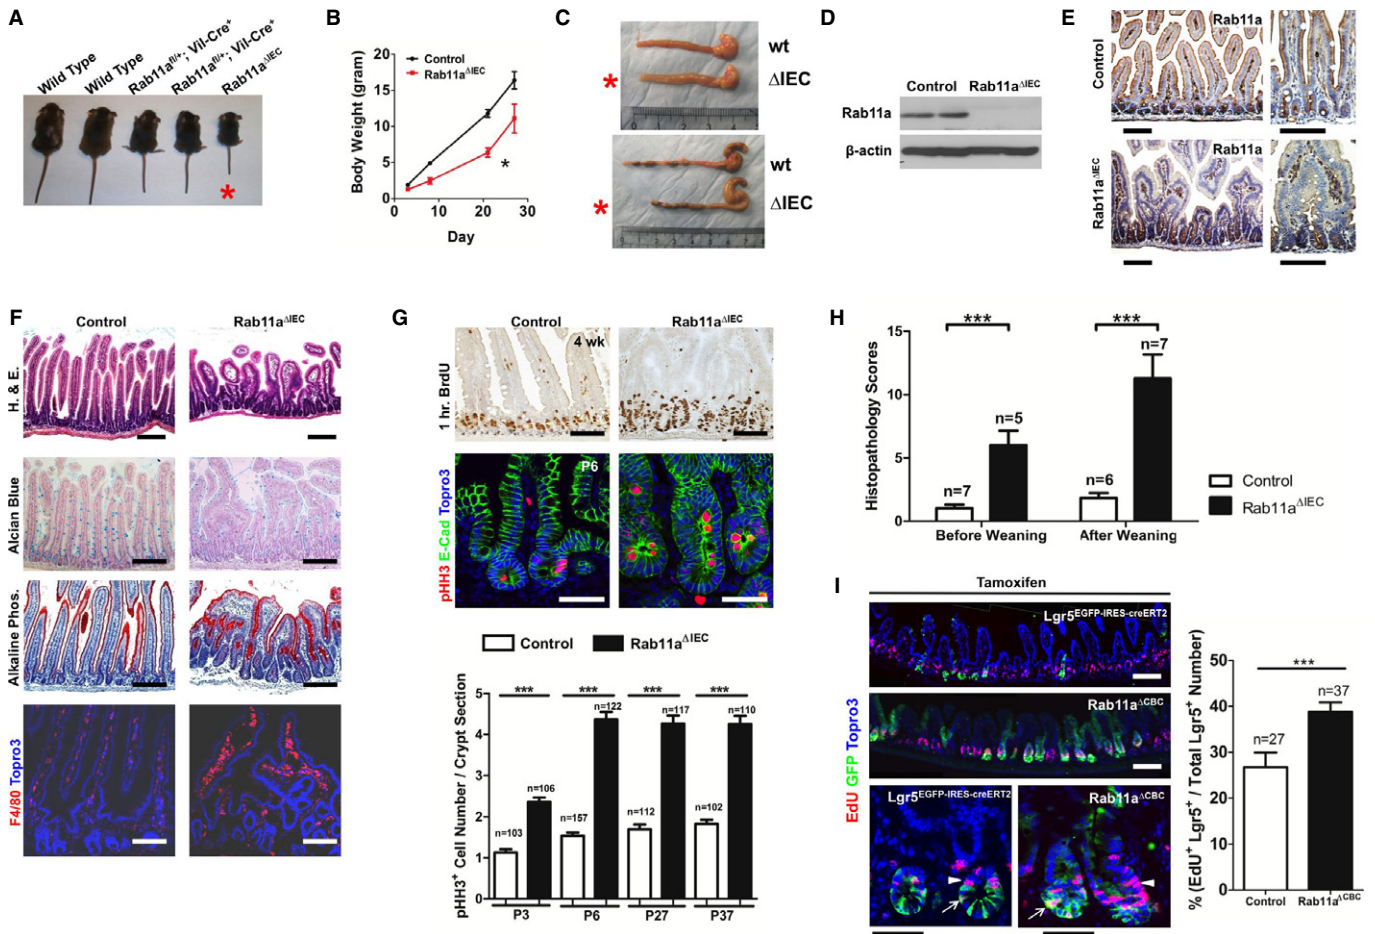 A
Wild Type
Wild Type
Rab11a^fl/+; Vil-Cre^+
Rab11a^fl/+; Vil-Cre^+
Rab11a^ΔIEC
*
B
Body Weight (gram)
20
15
10
5
0
0 10 20 30
Day
Control
Rab11a^ΔIEC
*
C
wt
* ΔIEC
wt
* ΔIEC
D
Control Rab11a^ΔIEC
Rab11a
β-actin
E
Control
Rab11a
Rab11a
Rab11a^ΔIEC
Rab11a
Rab11a
F
Control Rab11a^ΔIEC
H. & E.
Alcian Blue
Alkaline Phos.
F4/80 Topro3
G
Control Rab11a^ΔIEC
1 hr. BrdU
4 wk
pHH3 E-Cad Topro3
P6
Control Rab11a^ΔIEC
pHH3^+ Cell Number / Crypt Section
5
4
3
2
1
0
*** *** *** ***
n=103 n=106 n=157 n=122 n=112 n=117 n=102 n=110
P3 P6 P27 P37
H
Histopathology Scores
15
10
5
0
*** ***
n=7 n=5 n=6 n=7
Before Weaning After Weaning
Control
Rab11a^ΔIEC
I
Tamoxifen
EdU GFP Topro3
Lgr5^EGFP-IRES-creERT2
Rab11a^ΔCBC
Lgr5^EGFP-IRES-creERT2
Rab11a^ΔCBC
% (EdU^+ Lgr5^+ / Total Lgr5^+ Number)
50
40
30
20
10
0
***
n=27 n=37
Control Rab11a^ΔCBC